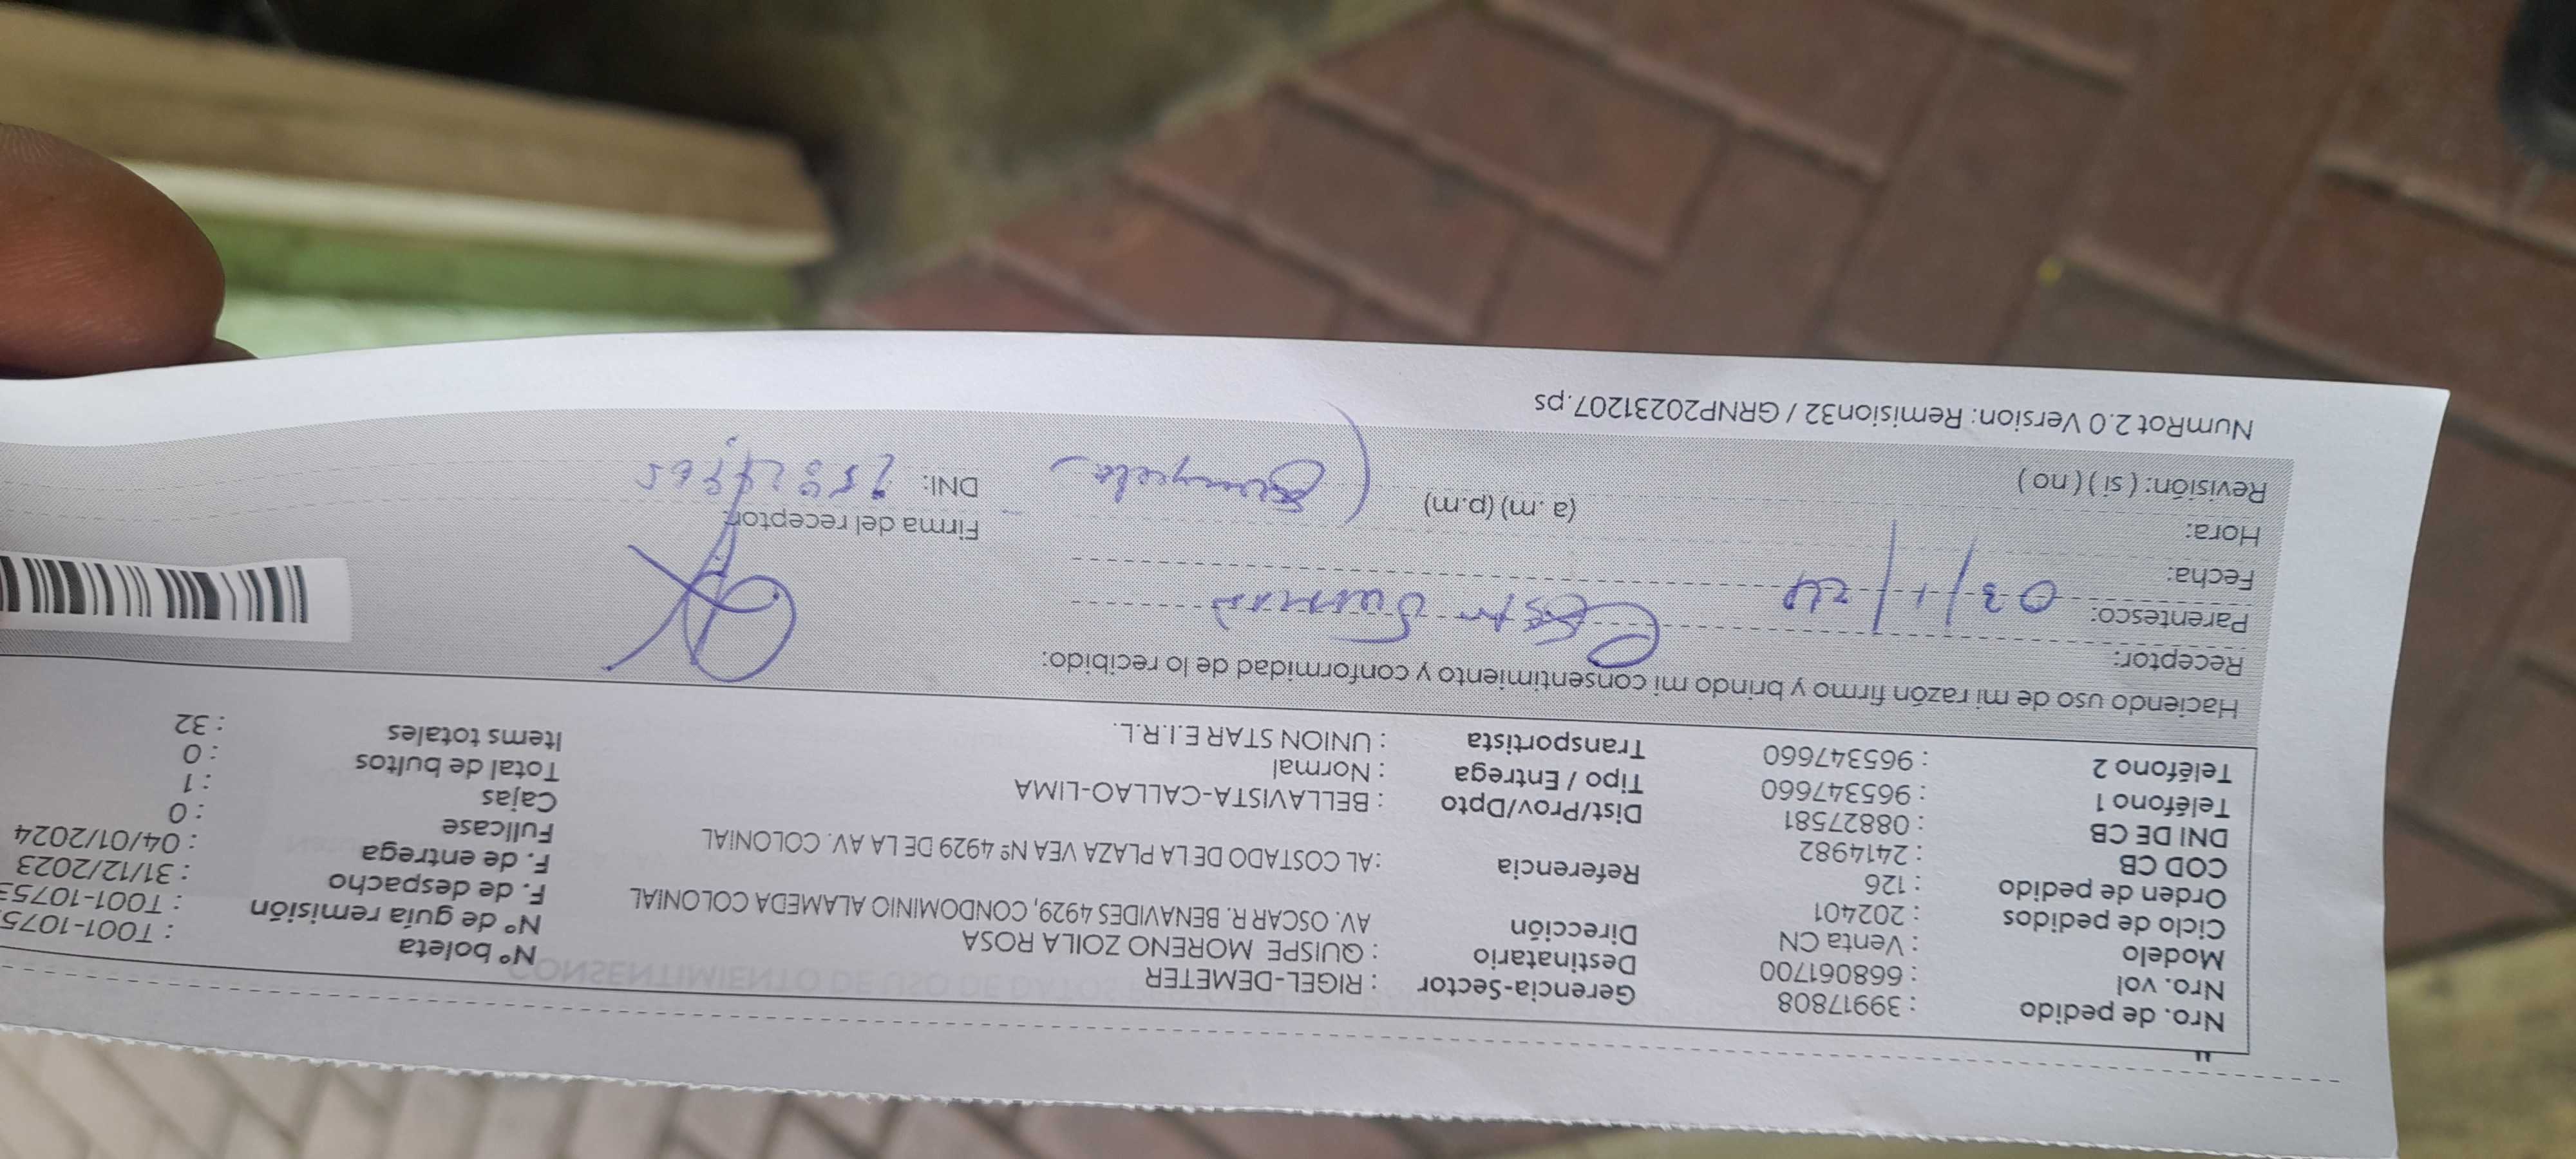 Nro. de pedido : 39917808 Gerencia-Sector : RIGEL-DEMETER
Nro. vol : 668061700 Destinatario : QUISPE MORENO ZOILA ROSA Nº boleta : T001-1075
Modelo : Venta CN Dirección AV. OSCAR R. BENAVIDES 4929, CONDOMINIO ALAMEDA COLONIAL Nº de guía remisión : T001-1075
Ciclo de pedidos : 202401 F. de despacho : 31/12/2023
Orden de pedido : 126 Referencia : AL COSTADO DE LA PLAZA VEA Nº 4929 DE LA AV. COLONIAL F. de entrega : 04/01/2024
COD CB : 2414982 Fullcase : 0
DNI DE CB : 08827581 Dist/Prov/Dpto : BELLAVISTA-CALLAO-LIMA Cajas : 1
Teléfono 1 : 965347660 Tipo / Entrega : Normal Total de bultos : 0
Teléfono 2 : 965347660 Transportista : UNION STAR E.I.R.L. Items totales : 32
Haciendo uso de mi razón firmo y brindo mi consentimiento y conformidad de lo recibido:
Receptor:
Parentesco:
Fecha: 03/1/24
Hora: (a. m) (p.m) Firma del receptor:
Revisión: ( si ) ( no ) DNI:
NumRot 2.0 Version: Remision32 / GRNP20231207.ps